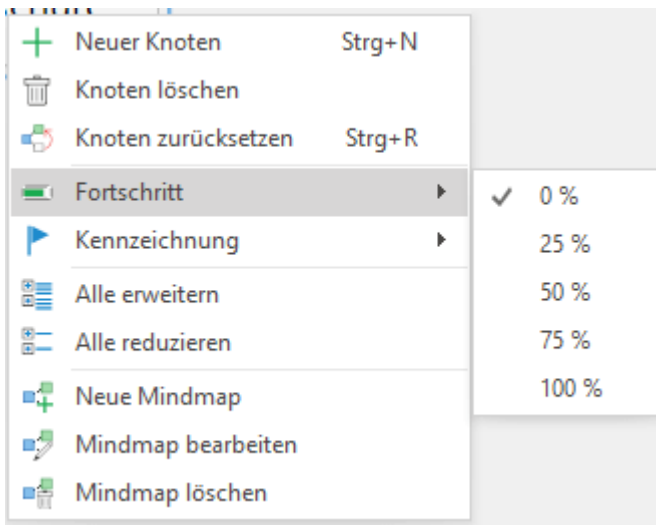 Neuer Knoten Strg+N
Knoten löschen
Knoten zurücksetzen Strg+R
Fortschritt
Kennzeichnung
Alle erweitern
Alle reduzieren
Neue Mindmap
Mindmap bearbeiten
Mindmap löschen
0 %
25 %
50 %
75 %
100 %